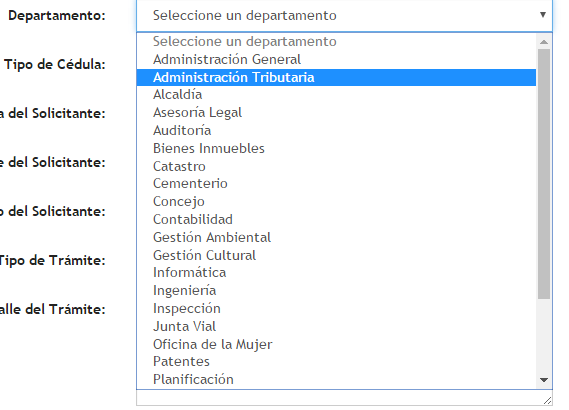 Departamento:
Seleccione un departamento
Seleccione un departamento
Administración General
Tipo de Cédula:
Administración Tributaria
Alcaldía
a del Solicitante:
Asesoría Legal
Auditoría
Bienes Inmuebles
e del Solicitante:
Catastro
Cementerio
Concejo
o del Solicitante:
Contabilidad
Gestión Ambiental
Gestión Cultural
Tipo de Trámite:
Informática
Ingeniería
Inspección
alle del Trámite:
Junta Vial
Oficina de la Mujer
Patentes
Planificación